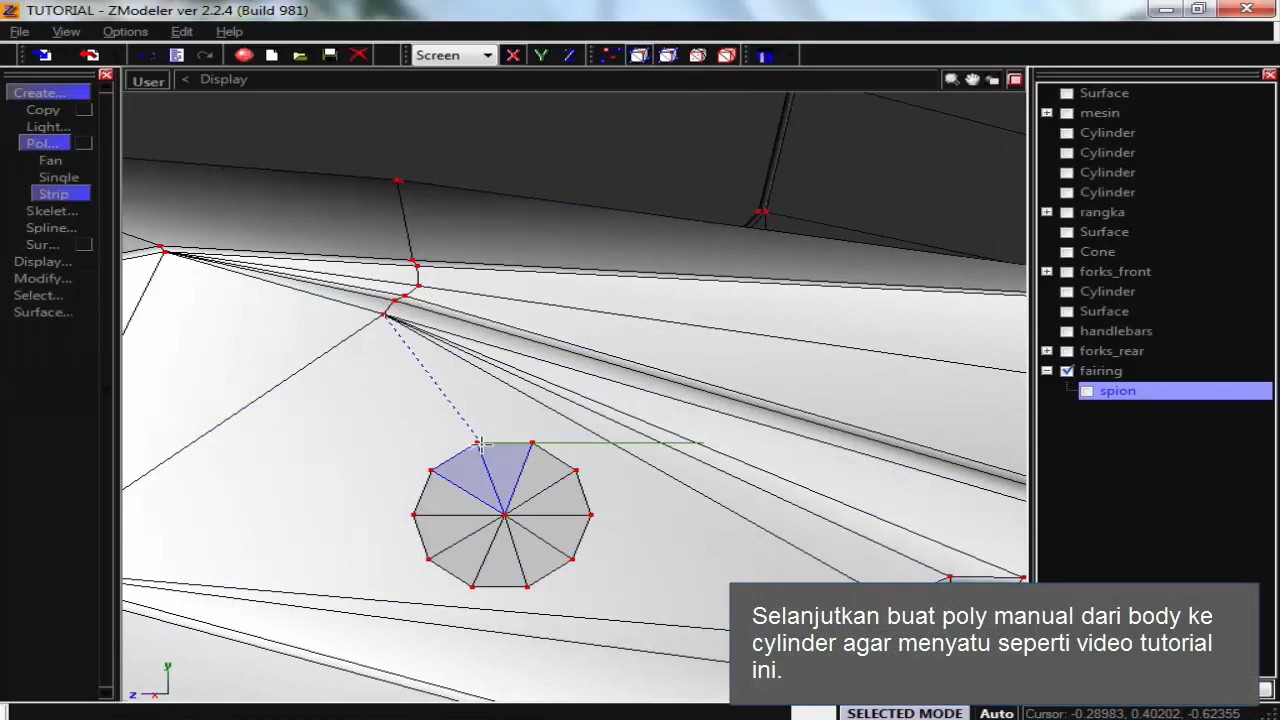 TUTORIAL - ZModeler ver 2.2.4 (Build 981)
File View Options Edit Help
Screen X Y Z
User < Display
Create...
Copy
Light...
Pol...
Fan
Single
Strip
Skelet...
Spline...
Sur...
Display...
Modify...
Select...
Surface...
Surface
mesin
Cylinder
Cylinder
Cylinder
Cylinder
rangka
Surface
Cone
forks_front
Cylinder
Surface
handlebars
forks_rear
fairing
spion
Selanjutkan buat poly manual dari body ke
cylinder agar menyatu seperti video tutorial
ini.
y
z x
SELECTED MODE Auto Cursor: -0.28983, 0.40202, -0.62355